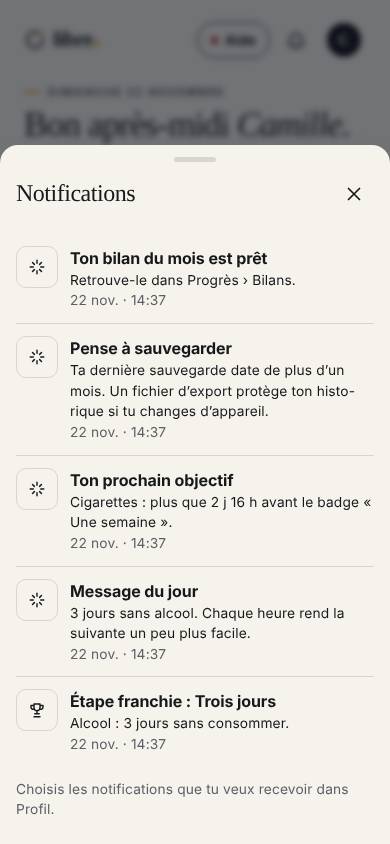 libre.
Aide
DIMANCHE 22 NOVEMBRE
Bon après-midi Camille.
Notifications
Ton bilan du mois est prêt
Retrouve-le dans Progrès › Bilans.
22 nov. · 14:37
Pense à sauvegarder
Ta dernière sauvegarde date de plus d’un
mois. Un fichier d’export protège ton histo-
rique si tu changes d’appareil.
22 nov. · 14:37
Ton prochain objectif
Cigarettes : plus que 2 j 16 h avant le badge «
Une semaine ».
22 nov. · 14:37
Message du jour
3 jours sans alcool. Chaque heure rend la
suivante un peu plus facile.
22 nov. · 14:37
Étape franchie : Trois jours
Alcool : 3 jours sans consommer.
22 nov. · 14:37
Choisis les notifications que tu veux recevoir dans
Profil.